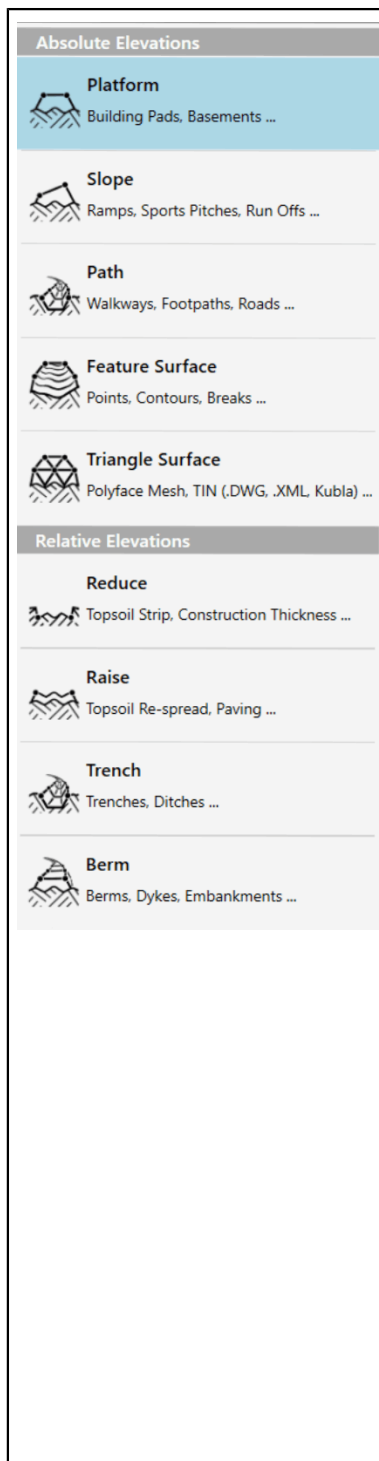 Absolute Elevations
Platform
Building Pads, Basements ...
Slope
Ramps, Sports Pitches, Run Offs ...
Path
Walkways, Footpaths, Roads ...
Feature Surface
Points, Contours, Breaks ...
Triangle Surface
Polyface Mesh, TIN (.DWG, .XML, Kubla) ...
Relative Elevations
Reduce
Topsoil Strip, Construction Thickness ...
Raise
Topsoil Re-spread, Paving ...
Trench
Trenches, Ditches ...
Berm
Berms, Dykes, Embankments ...